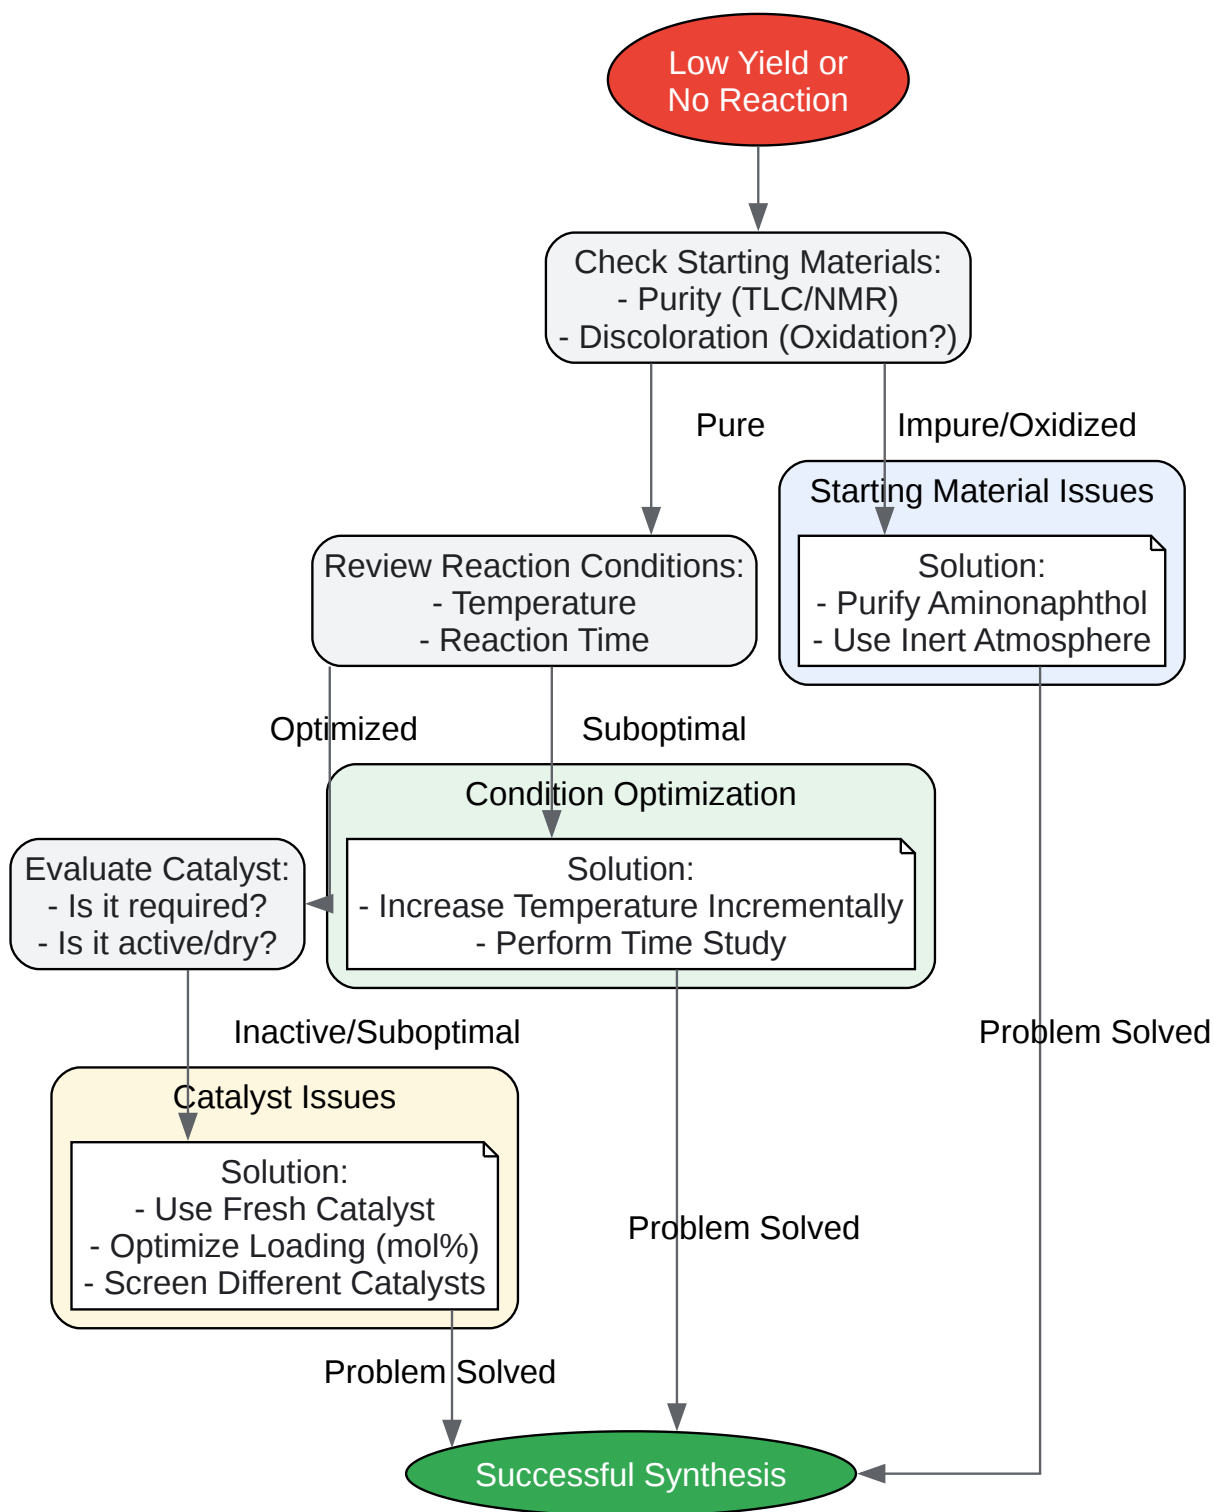 Low Yield or
No Reaction
Check Starting Materials:
- Purity (TLC/NMR)
- Discoloration (Oxidation?)
Pure
Impure/Oxidized
Starting Material Issues
Solution:
- Purify Aminonaphthol
- Use Inert Atmosphere
Review Reaction Conditions:
- Temperature
- Reaction Time
Optimized
Suboptimal
Condition Optimization
Solution:
- Increase Temperature Incrementally
- Perform Time Study
Evaluate Catalyst:
- Is it required?
- Is it active/dry?
Inactive/Suboptimal
Problem Solved
Catalyst Issues
Solution:
- Use Fresh Catalyst
- Optimize Loading (mol%)
- Screen Different Catalysts
Problem Solved
Problem Solved
Successful Synthesis